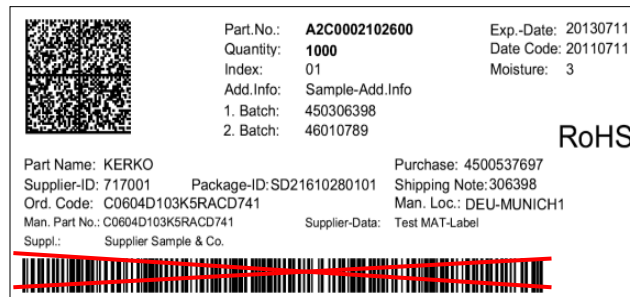 Part.No.: A2C0002102600 Exp.-Date: 20130711
Quantity: 1000 Date Code: 20110711
Index: 01 Moisture: 3
Add.Info: Sample-Add.Info
1. Batch: 450306398
2. Batch: 46010789
RoHS
Part Name: KERKO Purchase: 4500537697
Supplier-ID: 717001 Package-ID:SD21610280101 Shipping Note:306398
Ord. Code: C0604D103K5RACD741 Man. Loc.: DEU-MUNICH1
Man. Part No.: C0604D103K5RACD741 Supplier-Data: Test MAT-Label
Suppl.: Supplier Sample & Co.